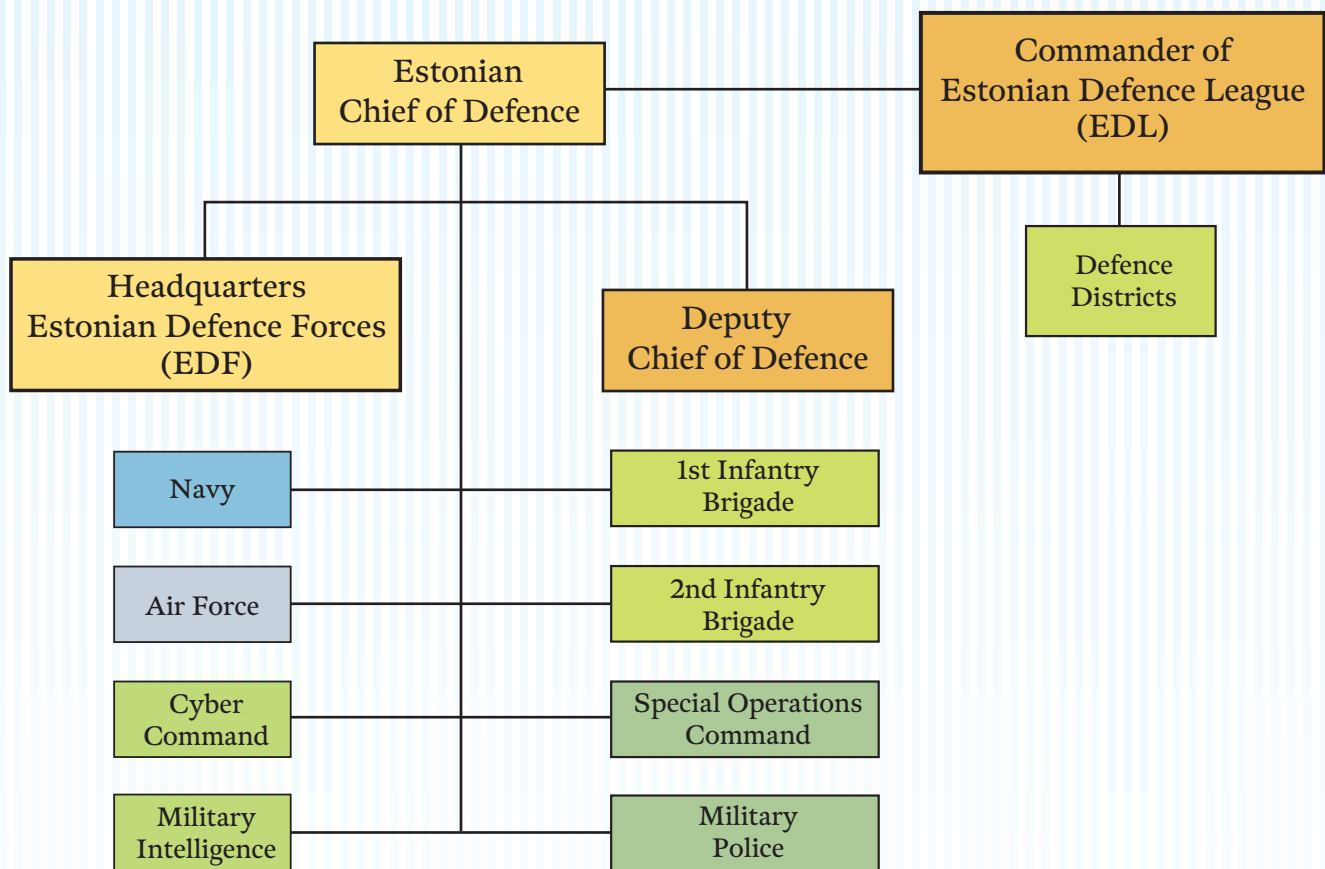 Estonian
Chief of Defence
Commander of
Estonian Defence League
(EDL)
Headquarters
Estonian Defence Forces
(EDF)
Deputy
Chief of Defence
Defence
Districts
Navy
1st Infantry
Brigade
Air Force
2nd Infantry
Brigade
Cyber
Command
Special Operations
Command
Military
Intelligence
Military
Police